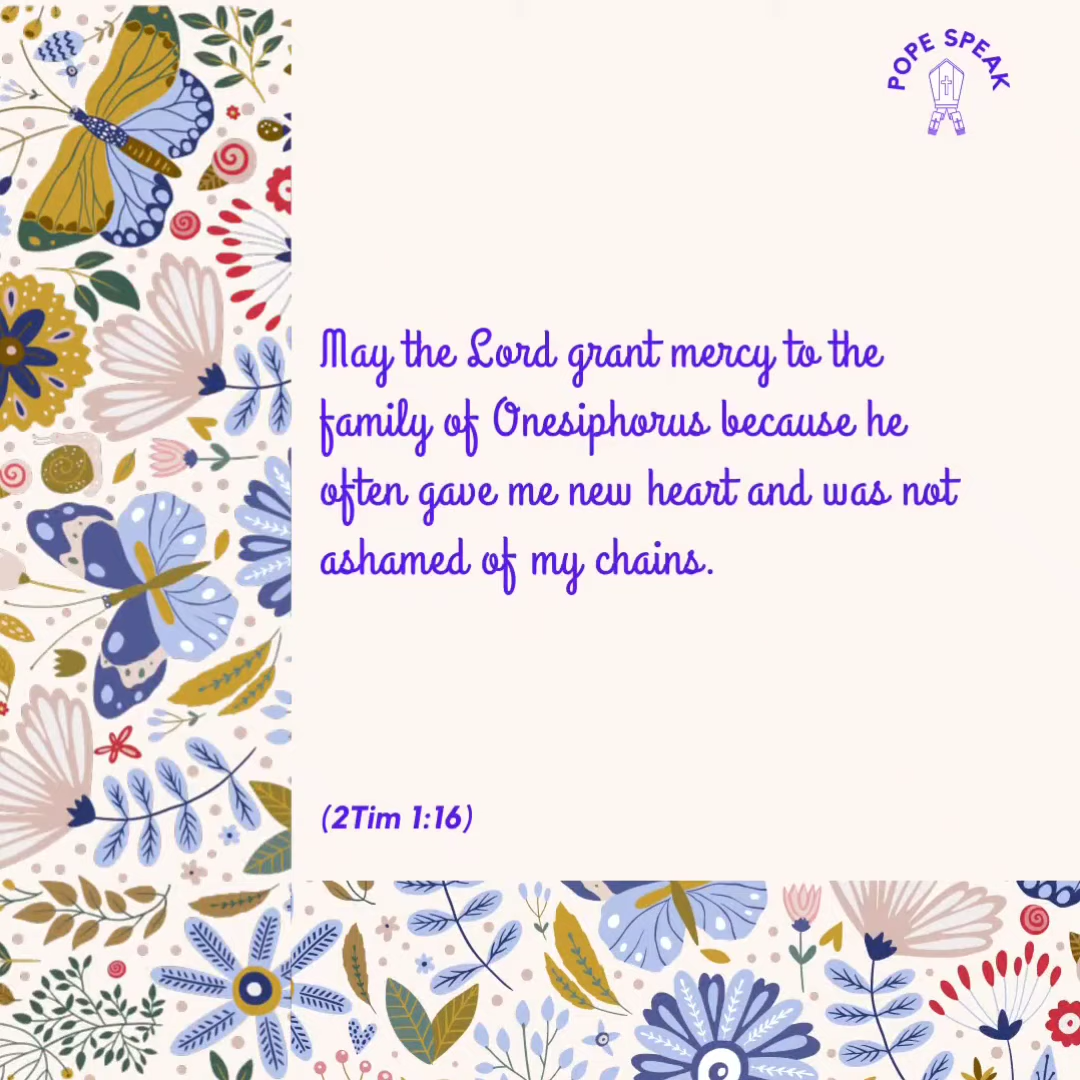 POPE SPEAK
May the Lord grant mercy to the
family of Onesiphorus because he
often gave me new heart and was not
ashamed of my chains.
(2Tim 1:16)